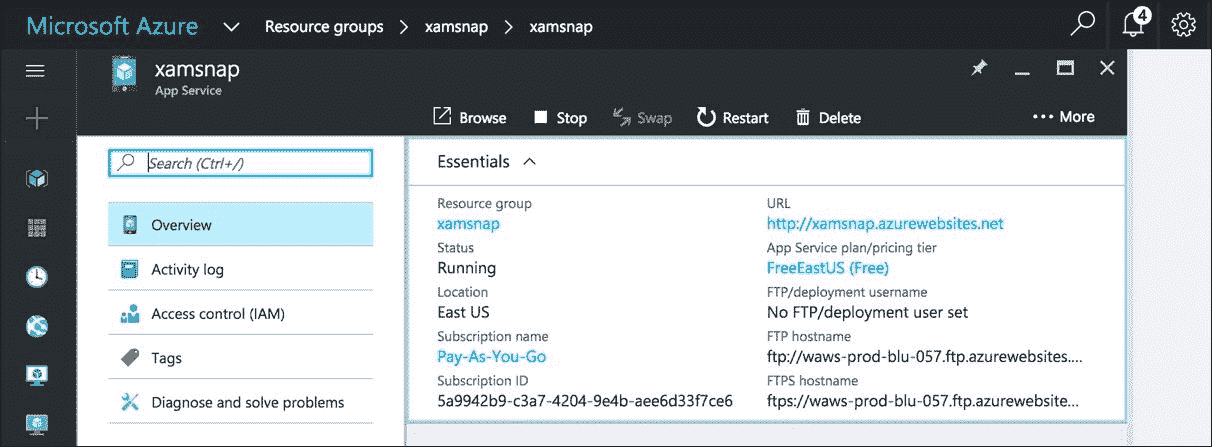 Microsoft Azure Resource groups > xamsnap > xamsnap 4
xamsnap
App Service
Browse Stop Swap Restart Delete ... More
Search (Ctrl+/)
Overview
Activity log
Access control (IAM)
Tags
Diagnose and solve problems
Essentials
Resource group
xamsnap
Status
Running
Location
East US
Subscription name
Pay-As-You-Go
Subscription ID
5a9942b9-c3a7-4204-9e4b-aee6d33f7ce6
URL
http://xamsnap.azurewebsites.net
App Service plan/pricing tier
FreeEastUS (Free)
FTP/deployment username
No FTP/deployment user set
FTP hostname
ftp://waws-prod-blu-057.ftp.azurewebsites....
FTPS hostname
ftps://waws-prod-blu-057.ftp.azurewebsite...